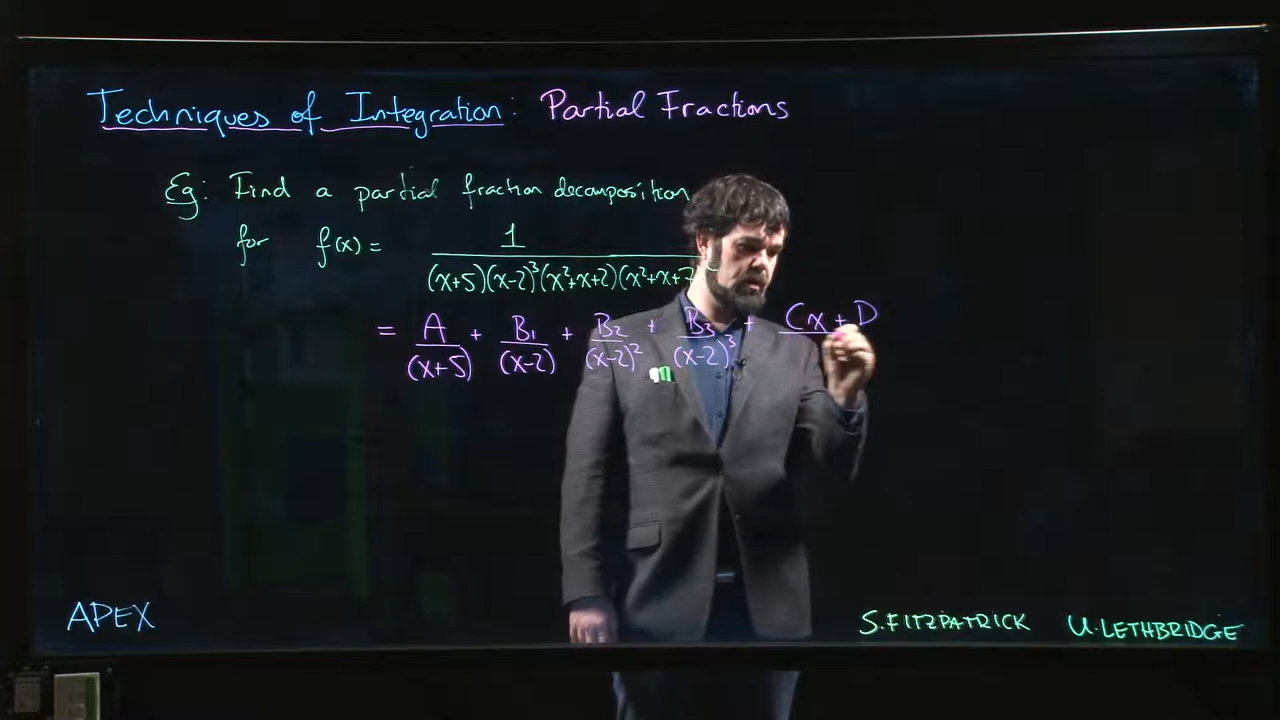 Techniques of Integration: Partial Fractions
Eg: Find a partial fraction decomposition
for f(x) = 1
(x+5)(x-2)³(x²+x+2)(x²+x+7
= A/(x+5) + B₁/(x-2) + B₂/(x-2)² + B₃/(x-2)³ + Cx+D
APEX
S.FITZPATRICK U.LETHBRIDGE